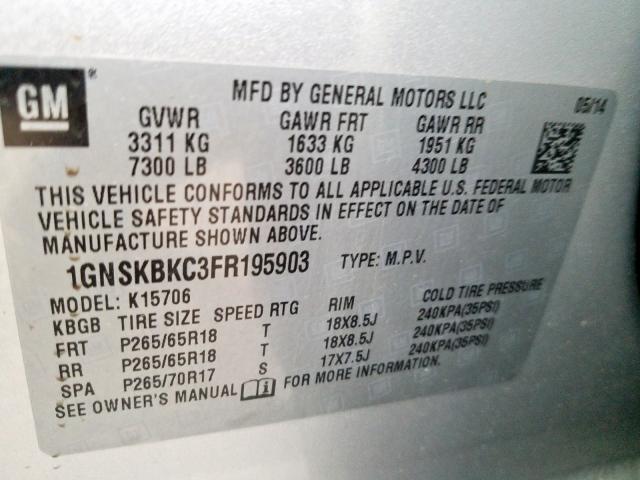 GM®
MFD BY GENERAL MOTORS LLC
05/14
GVWR GAWR FRT GAWR RR
3311 KG 1633 KG 1951 KG
7300 LB 3600 LB 4300 LB
THIS VEHICLE CONFORMS TO ALL APPLICABLE U.S. FEDERAL MOTOR
VEHICLE SAFETY STANDARDS IN EFFECT ON THE DATE OF
MANUFACTURE SHOWN ABOVE.
1GNSKBKC3FR195903 TYPE: M.P.V.
MODEL: K15706
KBGB TIRE SIZE SPEED RTG RIM COLD TIRE PRESSURE
FRT P265/65R18 T 18X8.5J 240KPA(35PSI)
RR P265/65R18 T 18X8.5J 240KPA(35PSI)
SPA P265/70R17 S 17X7.5J 240KPA(35PSI)
SEE OWNER'S MANUAL FOR MORE INFORMATION.